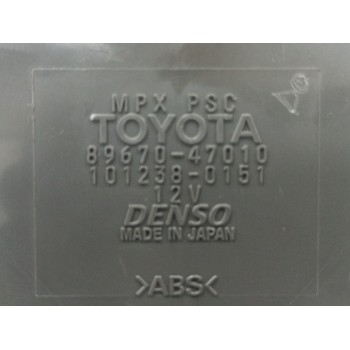 MPX PSC
TOYOTA
89670-47010
101238-0151
12V
DENSO
MADE IN JAPAN
>ABS<